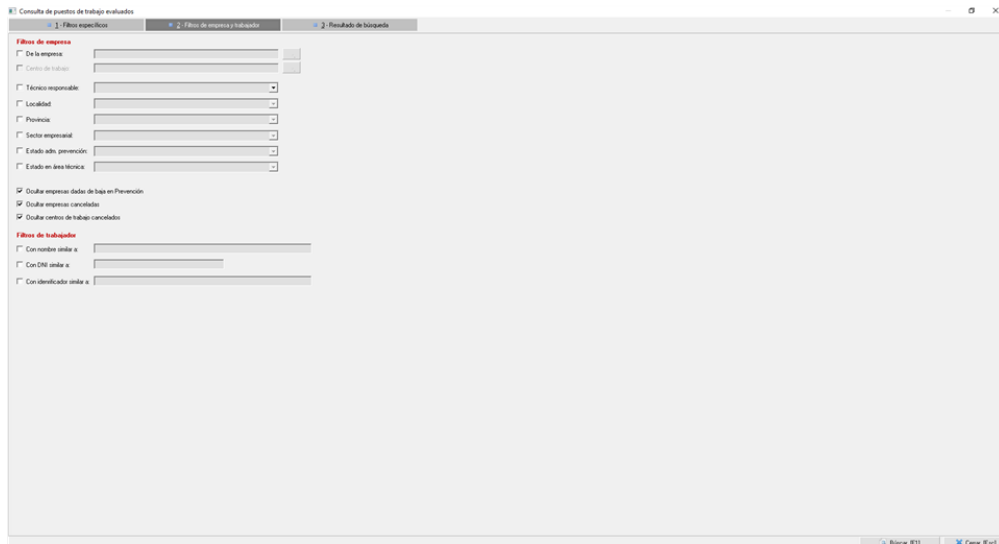 Consulta de puestos de trabajo evaluados
1 - Filtros específicos
2 - Filtros de empresa y trabajador
3 - Resultado de búsqueda
Filtros de empresa
De la empresa:
Centro de trabajo:
Técnico responsable:
Localidad:
Provincia:
Sector empresarial:
Estado adm. prevención:
Estado en área técnica:
Ocultar empresas dadas de baja en Prevención
Ocultar empresas canceladas
Ocultar centros de trabajo cancelados
Filtros de trabajador
Con nombre similar a:
Con DNI similar a:
Con identificador similar a:
Buscar [F1]
Cerrar [Esc]